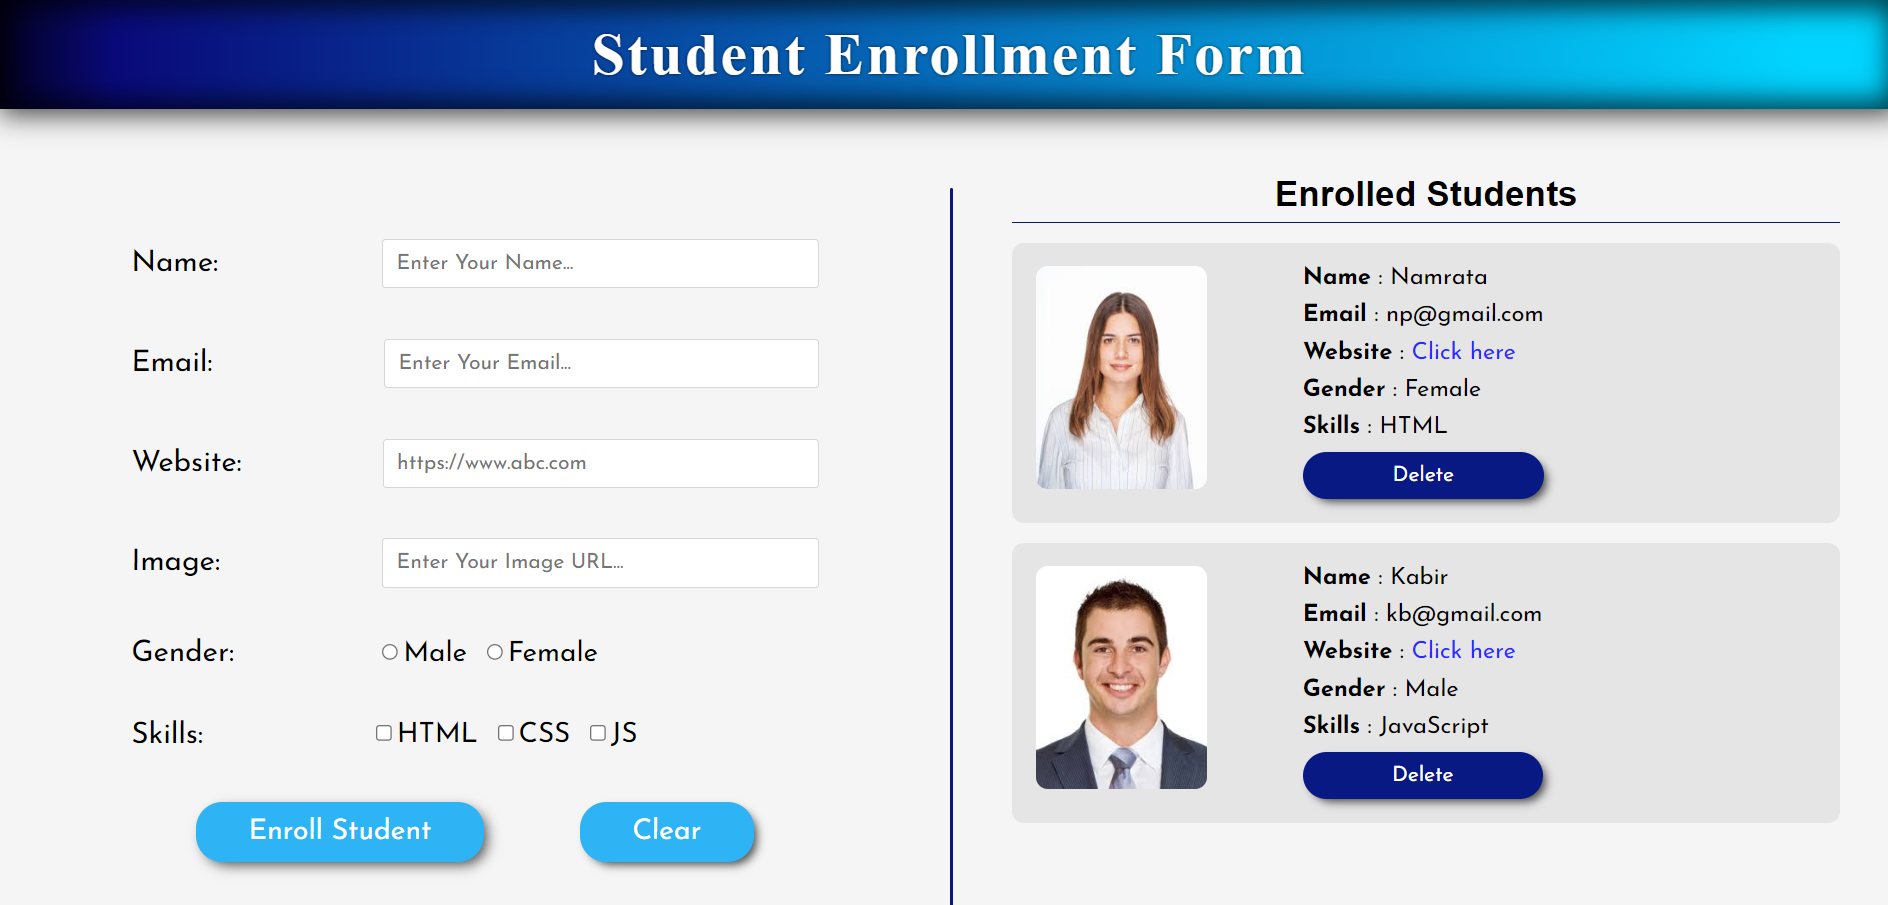 Student Enrollment Form
Name:
Enter Your Name...
Email:
Enter Your Email...
Website:
https://www.abc.com
Image:
Enter Your Image URL...
Gender:
Male Female
Skills:
HTML CSS JS
Enroll Student
Clear
Enrolled Students
Name : Namrata
Email : np@gmail.com
Website : Click here
Gender : Female
Skills : HTML
Delete
Name : Kabir
Email : kb@gmail.com
Website : Click here
Gender : Male
Skills : JavaScript
Delete